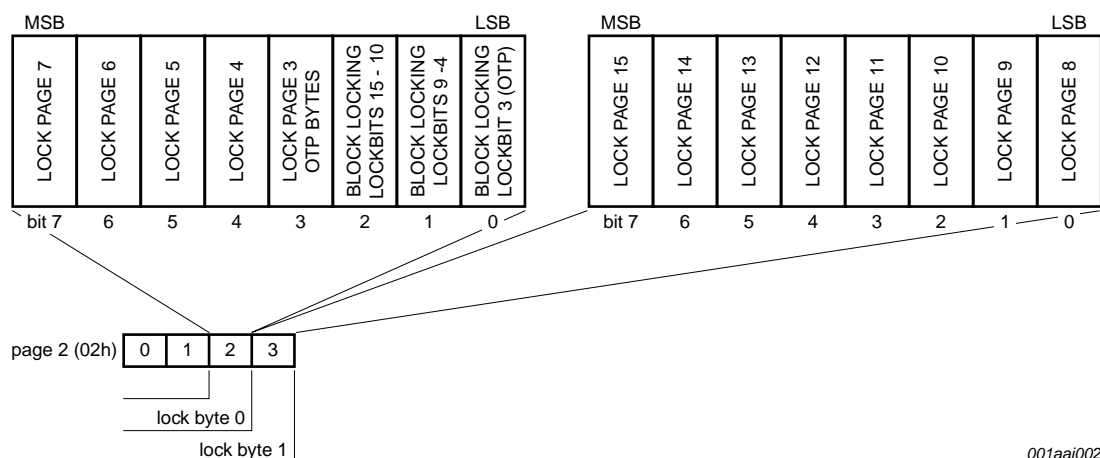 MSB
LSB
LOCK PAGE 7
LOCK PAGE 6
LOCK PAGE 5
LOCK PAGE 4
LOCK PAGE 3
OTP BYTES
BLOCK LOCKING
LOCKBITS 15 - 10
BLOCK LOCKING
LOCKBITS 9 -4
BLOCK LOCKING
LOCKBIT 3 (OTP)
bit 7 6 5 4 3 2 1 0
MSB
LSB
LOCK PAGE 15
LOCK PAGE 14
LOCK PAGE 13
LOCK PAGE 12
LOCK PAGE 11
LOCK PAGE 10
LOCK PAGE 9
LOCK PAGE 8
bit 7 6 5 4 3 2 1 0
page 2 (02h) 0 1 2 3
lock byte 0
lock byte 1
001aaj002